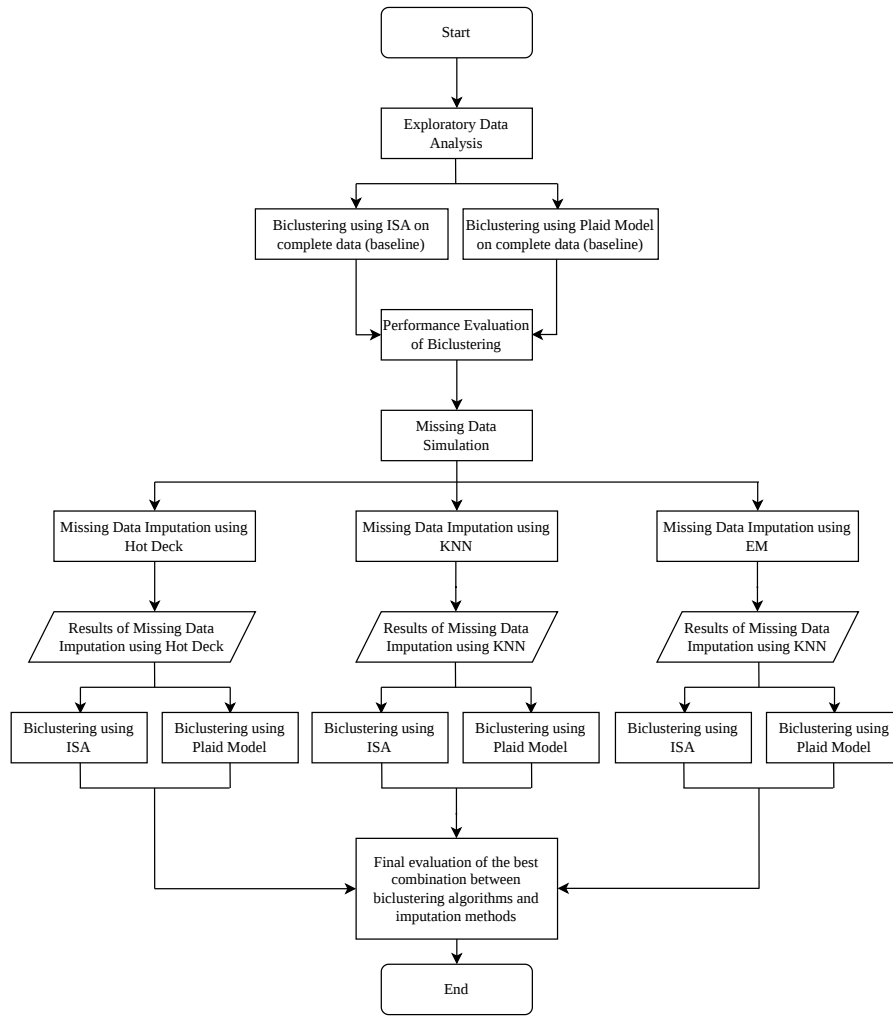 Start
Exploratory Data
Analysis
Biclustering using ISA on
complete data (baseline)
Biclustering using Plaid Model
on complete data (baseline)
Performance Evaluation
of Biclustering
Missing Data
Simulation
Missing Data Imputation using
Hot Deck
Missing Data Imputation using
KNN
Missing Data Imputation using
EM
Results of Missing Data
Imputation using Hot Deck
Results of Missing Data
Imputation using KNN
Results of Missing Data
Imputation using KNN
Biclustering using
ISA
Biclustering using
Plaid Model
Biclustering using
ISA
Biclustering using
Plaid Model
Biclustering using
ISA
Biclustering using
Plaid Model
Final evaluation of the best
combination between
biclustering algorithms and
imputation methods
End